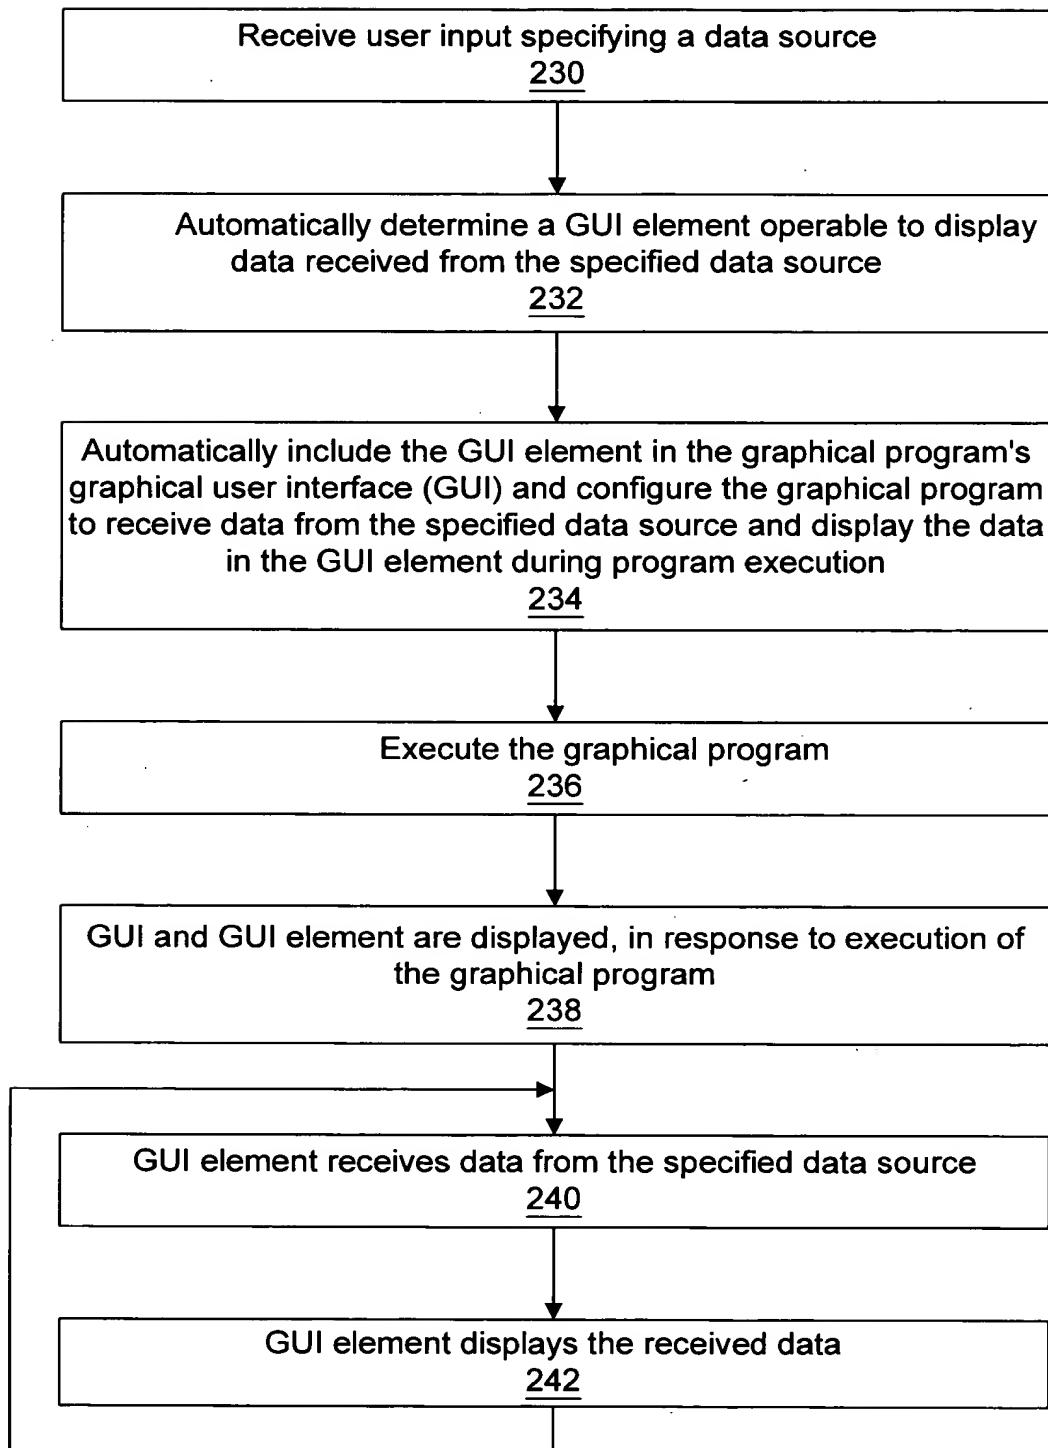 Receive user input specifying a data source
230
Automatically determine a GUI element operable to display
data received from the specified data source
232
Automatically include the GUI element in the graphical program's
graphical user interface (GUI) and configure the graphical program
to receive data from the specified data source and display the data
in the GUI element during program execution
234
Execute the graphical program
236
GUI and GUI element are displayed, in response to execution of
the graphical program
238
GUI element receives data from the specified data source
240
GUI element displays the received data
242